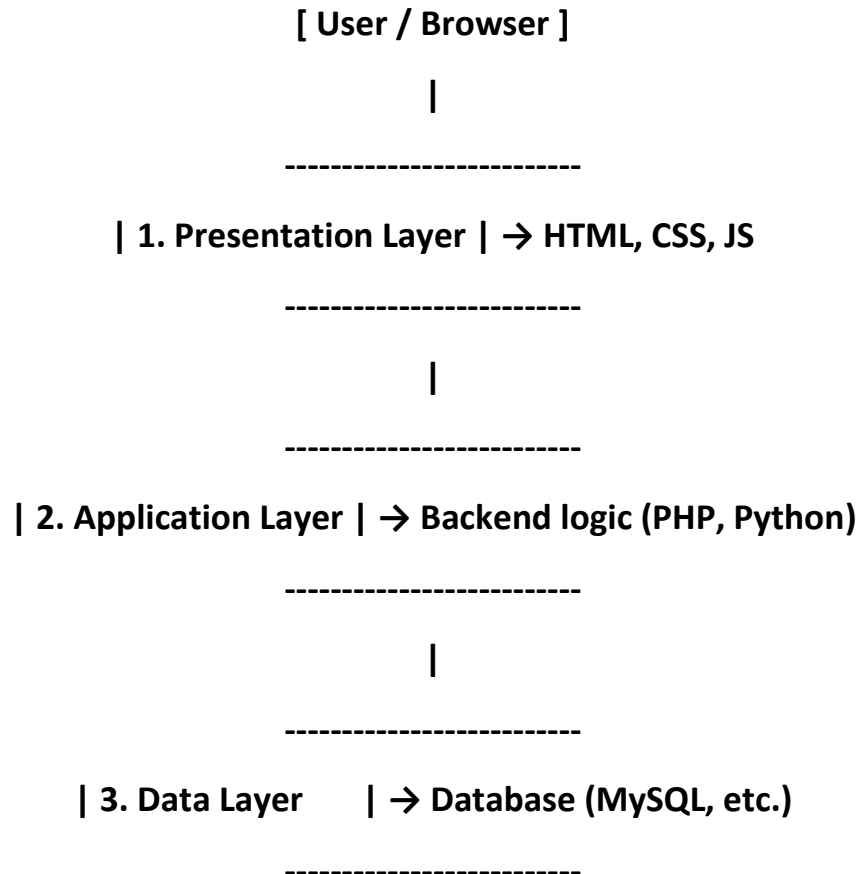 [ User / Browser ]
|
--------------------------
| 1. Presentation Layer | → HTML, CSS, JS
--------------------------
|
--------------------------
| 2. Application Layer | → Backend logic (PHP, Python)
--------------------------
|
--------------------------
| 3. Data Layer      | → Database (MySQL, etc.)
--------------------------